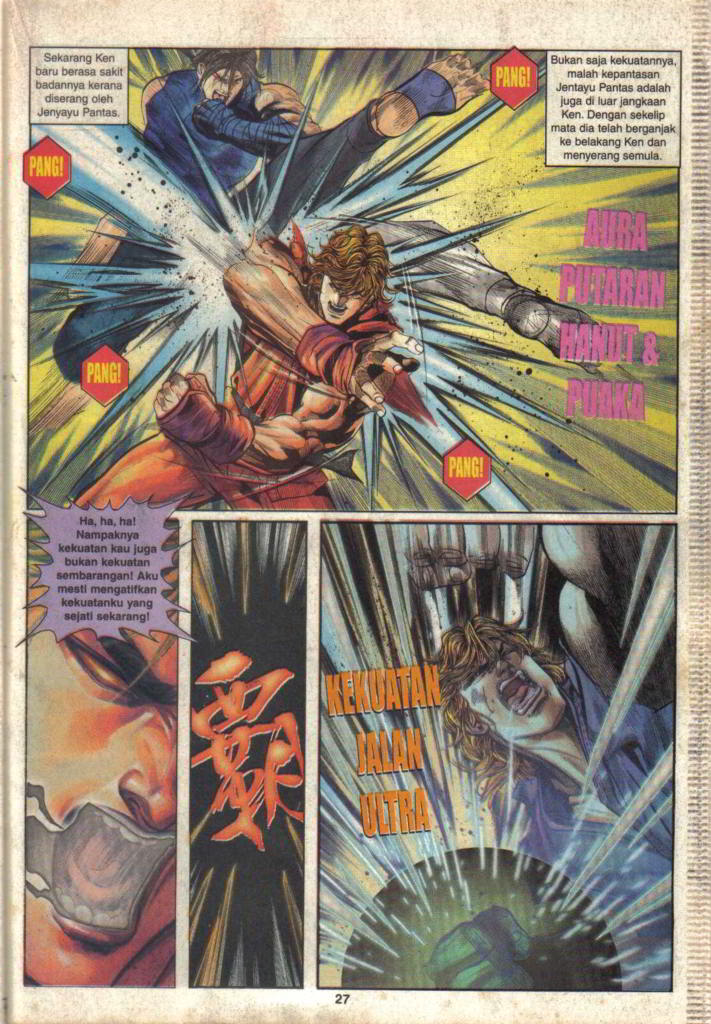 Sekarang Ken
baru berasa sakit
badannya kerana
diserang oleh
Jenyayu Pantas.
PANG!
Bukan saja kekuatannya,
malah kepantasan
Jentayu Pantas adalah
juga di luar jangkaan
Ken. Dengan sekelip
mata dia telah berganjak
ke belakang Ken dan
menyerang semula.
PANG!
AURA
PUTARAN
HANUT &
PUAKA
PANG!
PANG!
Ha, ha, ha!
Nampaknya
kekuatan kau juga
bukan kekuatan
sembarangan! Aku
mesti mengatifkan
kekuatanku yang
sejati sekarang!
霸
KEKUATAN
JALAN
ULTRA
27